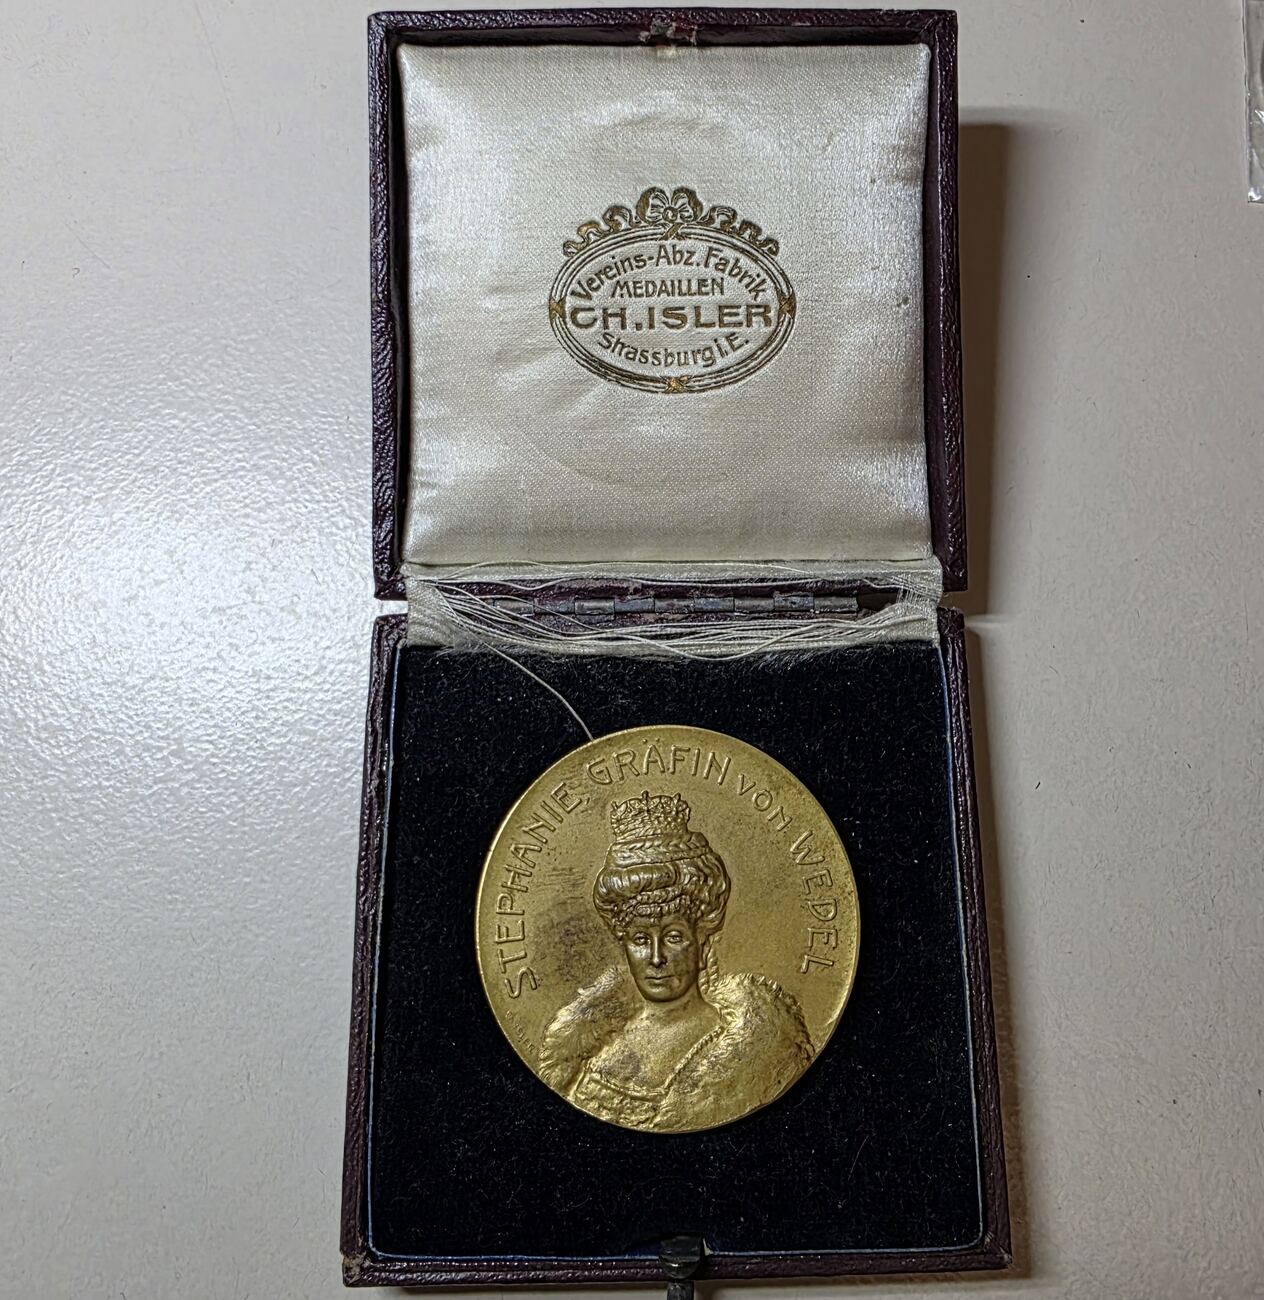 Vereins-Abz. Fabrik
MEDAILLEN
CH. ISLER
Strassburg i. E.
STEPHANIE GRÄFIN VON WEDEL